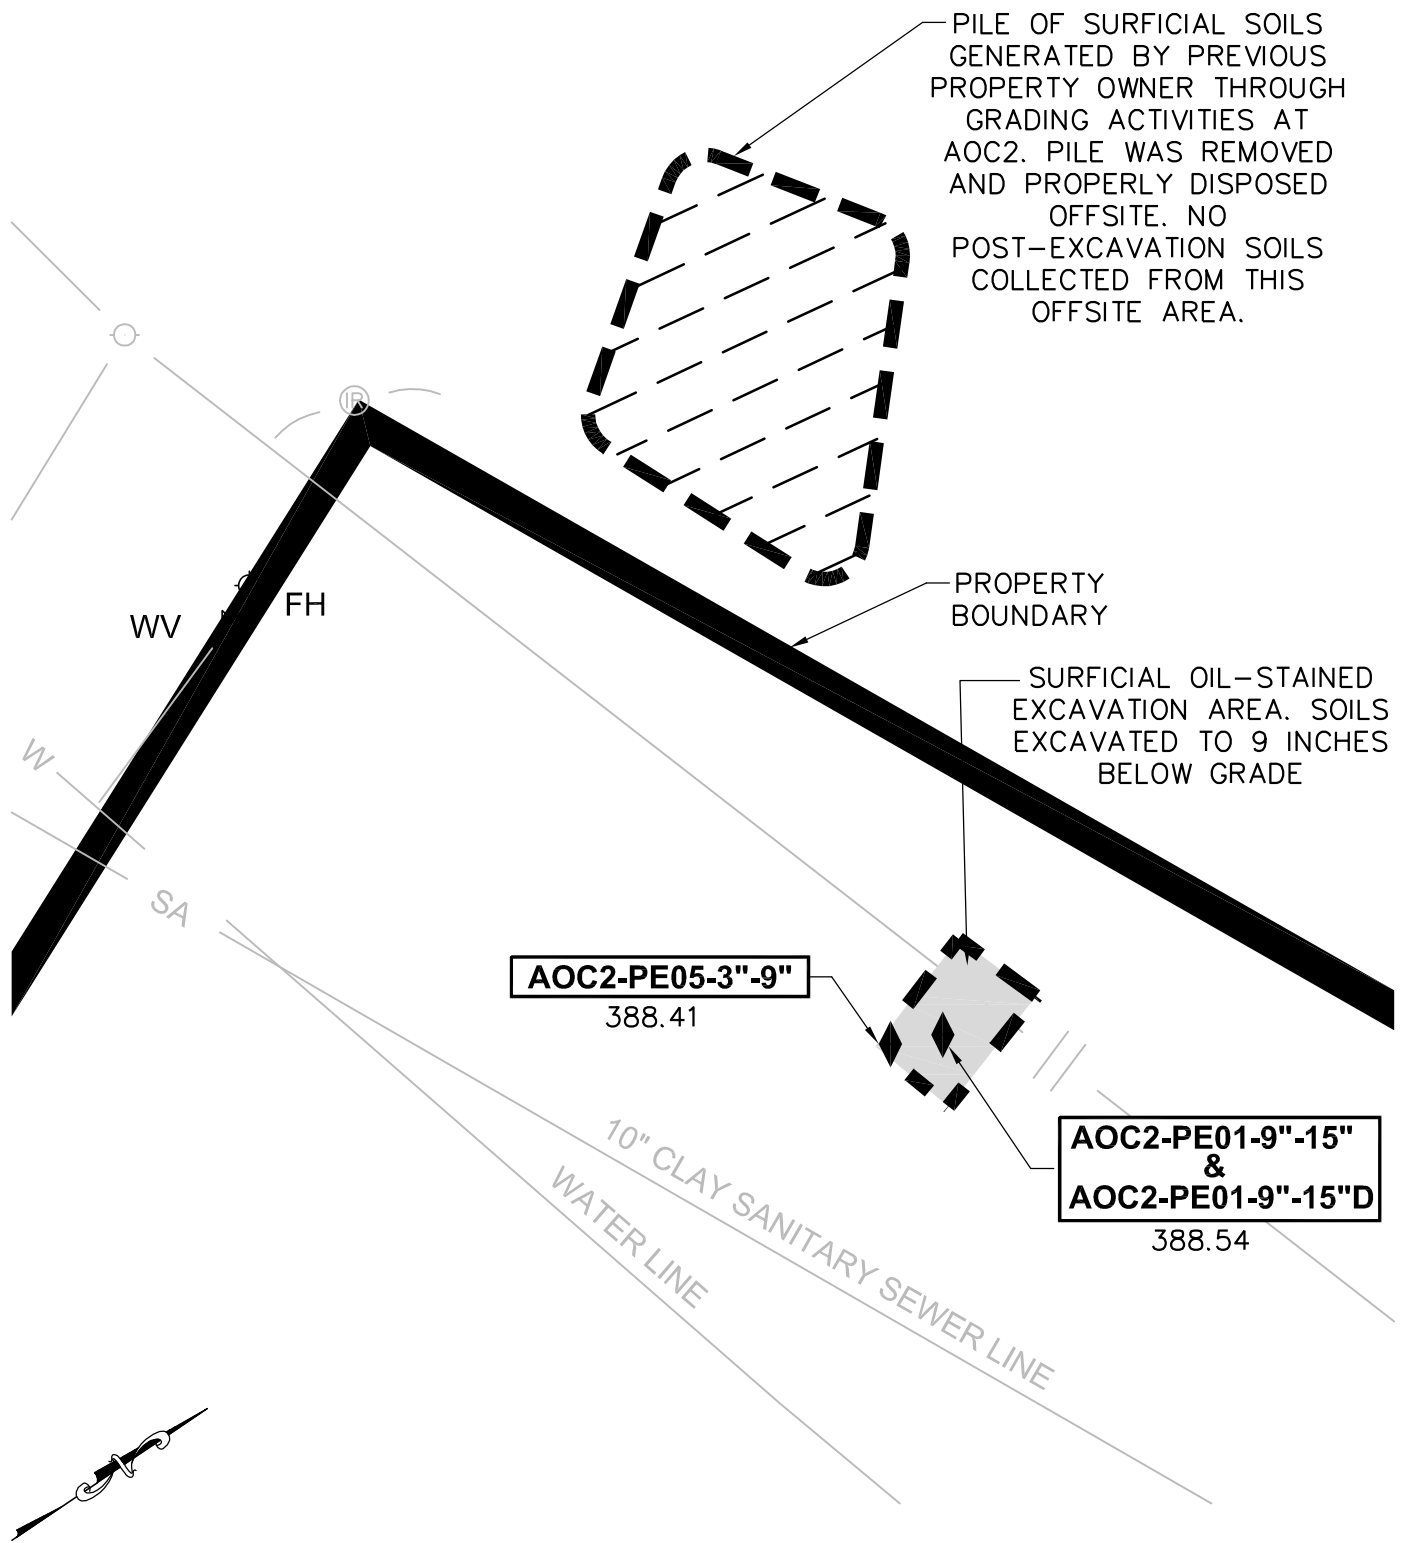 PILE OF SURFICIAL SOILS
GENERATED BY PREVIOUS
PROPERTY OWNER THROUGH
GRADING ACTIVITIES AT
AOC2. PILE WAS REMOVED
AND PROPERLY DISPOSED
OFFSITE. NO
POST-EXCAVATION SOILS
COLLECTED FROM THIS
OFFSITE AREA.
IR
FH
WV
PROPERTY
BOUNDARY
SURFICIAL OIL-STAINED
EXCAVATION AREA. SOILS
EXCAVATED TO 9 INCHES
BELOW GRADE
W
SA
AOC2-PE05-3"-9"
388.41
AOC2-PE01-9"-15"
&
AOC2-PE01-9"-15"D
388.54
10" CLAY SANITARY SEWER LINE
WATER LINE